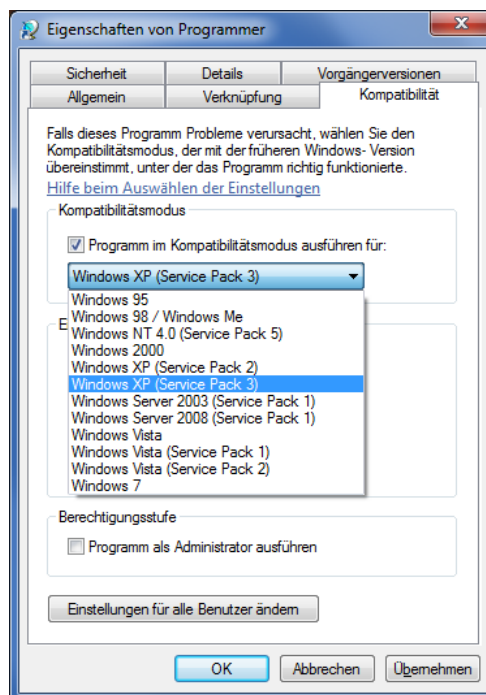 Eigenschaften von Programmer
Sicherheit
Details
Vorgängerversionen
Allgemein
Verknüpfung
Kompatibilität
Falls dieses Programm Probleme verursacht, wählen Sie den
Kompatibilitätsmodus, der mit der früheren Windows- Version
übereinstimmt, unter der das Programm richtig funktionierte.
Hilfe beim Auswählen der Einstellungen
Kompatibilitätsmodus
Programm im Kompatibilitätsmodus ausführen für:
Windows XP (Service Pack 3)
E
Windows 95
Windows 98 / Windows Me
Windows NT 4.0 (Service Pack 5)
Windows 2000
Windows XP (Service Pack 2)
Windows XP (Service Pack 3)
Windows Server 2003 (Service Pack 1)
Windows Server 2008 (Service Pack 1)
Windows Vista
Windows Vista (Service Pack 1)
Windows Vista (Service Pack 2)
Windows 7
Berechtigungsstufe
Programm als Administrator ausführen
Einstellungen für alle Benutzer ändern
OK
Abbrechen
Übernehmen